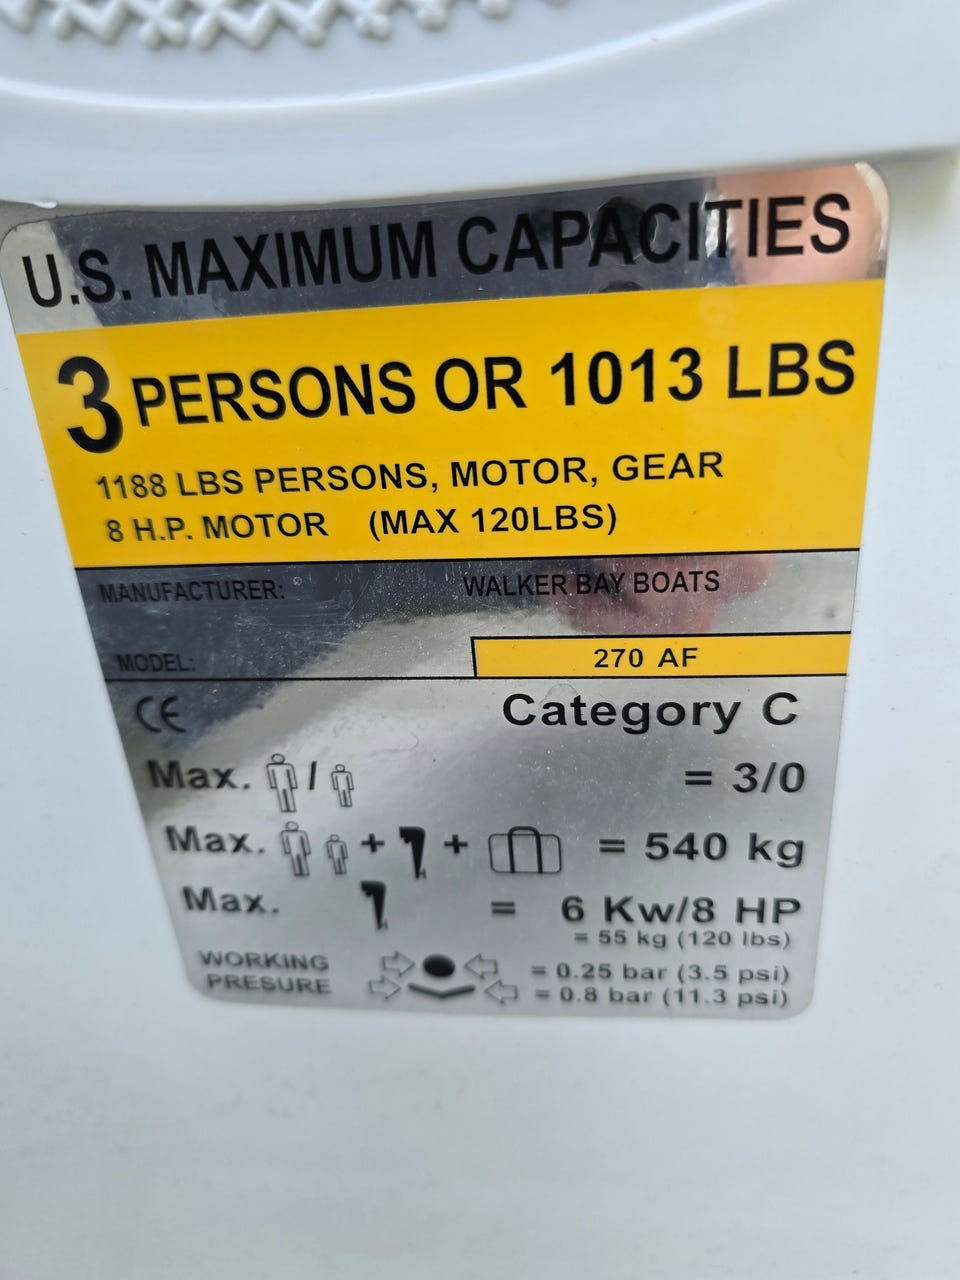 U.S. MAXIMUM CAPACITIES
3 PERSONS OR 1013 LBS
1188 LBS PERSONS, MOTOR, GEAR
8 H.P. MOTOR (MAX 120LBS)
MANUFACTURER: WALKER BAY BOATS
MODEL: 270 AF
CE Category C
Max. / = 3/0
Max. + + = 540 kg
Max. = 6 Kw/8 HP
= 55 kg (120 lbs)
WORKING = 0.25 bar (3.5 psi)
PRESURE = 0.8 bar (11.3 psi)